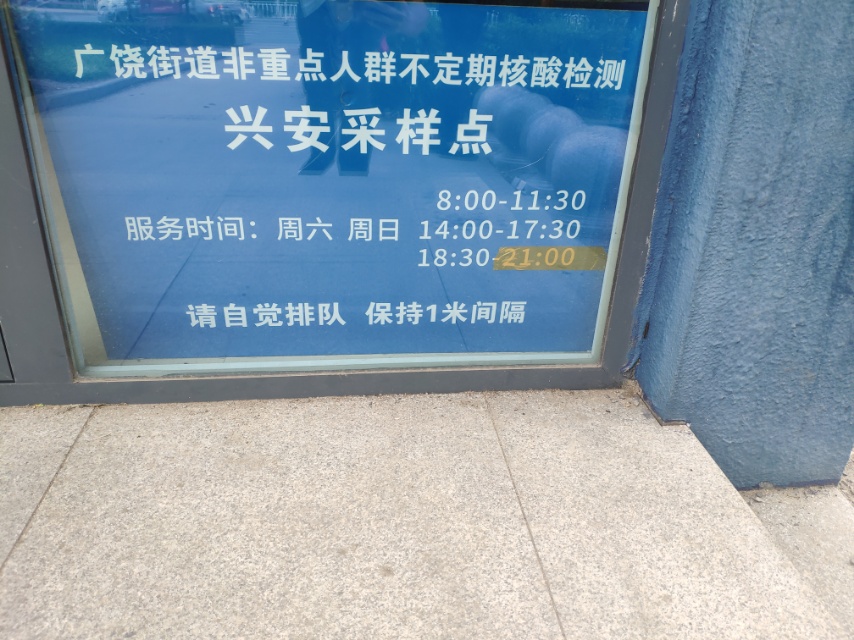 广饶街道非重点人群不定期核酸检测
兴安采样点
8:00-11:30
服务时间：周六 周日 14:00-17:30
18:30-21:00
请自觉排队 保持1米间隔